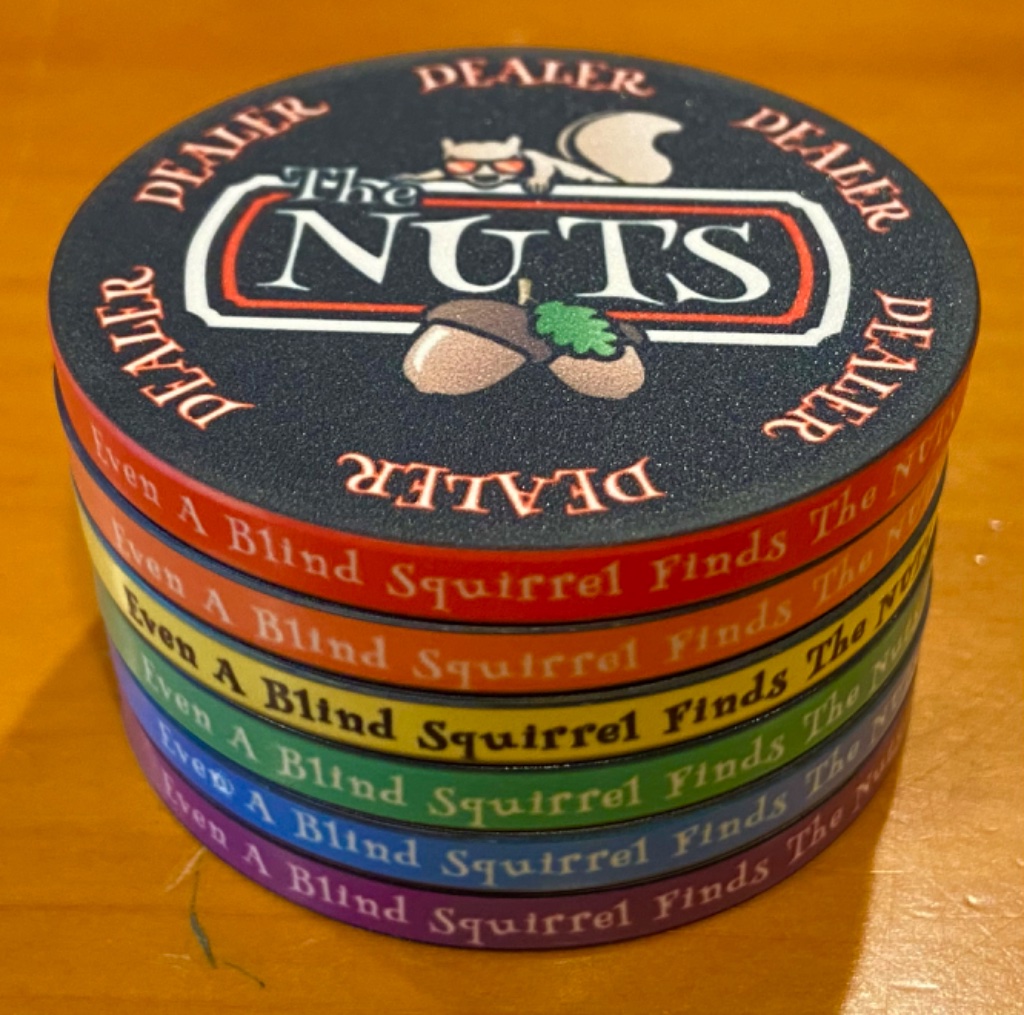 DEALER
DEALER
DEALER
The
NUTS
DEALER
DEALER
DEALER
Even A Blind Squirrel Finds The NUTS
Even A Blind Squirrel Finds The
Even A Blind Squirrel Finds The Nuts
Even A Blind Squirrel Finds The
Even A Blind Squirrel Finds The
Even A Blind Squirrel Finds The